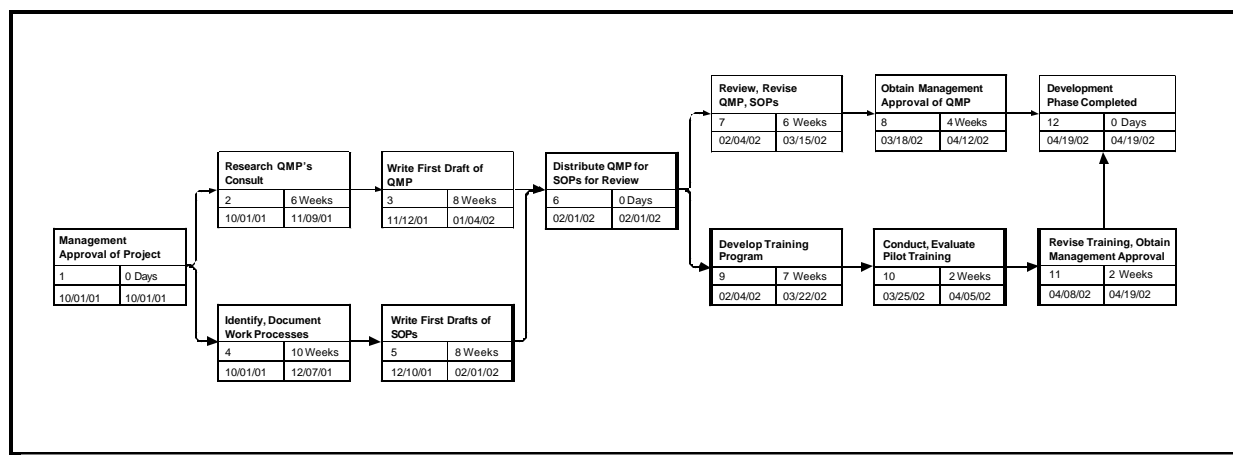 Management
Approval of Project
1 0 Days
10/01/01 10/01/01
Research QMP's
Consult
2 6 Weeks
10/01/01 11/09/01
Write First Draft of
QMP
3 8 Weeks
11/12/01 01/04/02
Identify, Document
Work Processes
4 10 Weeks
10/01/01 12/07/01
Write First Drafts of
SOPs
5 8 Weeks
12/10/01 02/01/02
Distribute QMP for
SOPs for Review
6 0 Days
02/01/02 02/01/02
Review, Revise
QMP, SOPs
7 6 Weeks
02/04/02 03/15/02
Obtain Management
Approval of QMP
8 4 Weeks
03/18/02 04/12/02
Development
Phase Completed
12 0 Days
04/19/02 04/19/02
Develop Training
Program
9 7 Weeks
02/04/02 03/22/02
Conduct, Evaluate
Pilot Training
10 2 Weeks
03/25/02 04/05/02
Revise Training, Obtain
Management Approval
11 2 Weeks
04/08/02 04/19/02